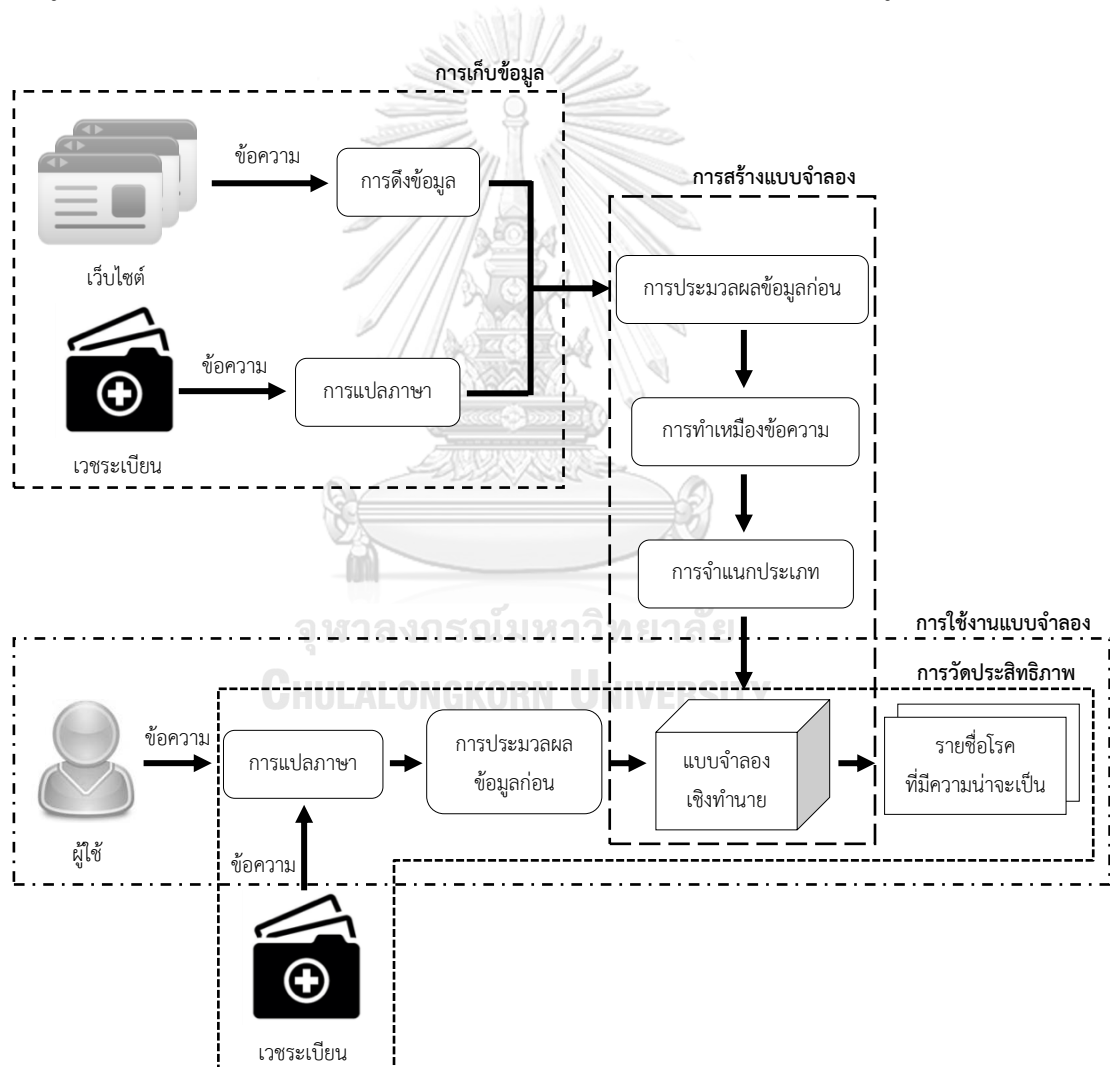 การเก็บข้อมูล
ข้อความ
การดึงข้อมูล
เว็บไซต์
ข้อความ
การแปลภาษา
เวชระเบียน
การสร้างแบบจำลอง
การประมวลผลข้อมูลก่อน
การทำเหมืองข้อความ
การจำแนกประเภท
จุฬาลงกรณ์มหาวิทยาลัย
CHULALONGKORN UNIVERSITY
การใช้งานแบบจำลอง
การวัดประสิทธิภาพ
ข้อความ
ผู้ใช้
การแปลภาษา
การประมวลผล
ข้อมูลก่อน
แบบจำลอง
เชิงทำนาย
รายชื่อโรค
ที่มีความน่าจะเป็น
ข้อความ
เวชระเบียน